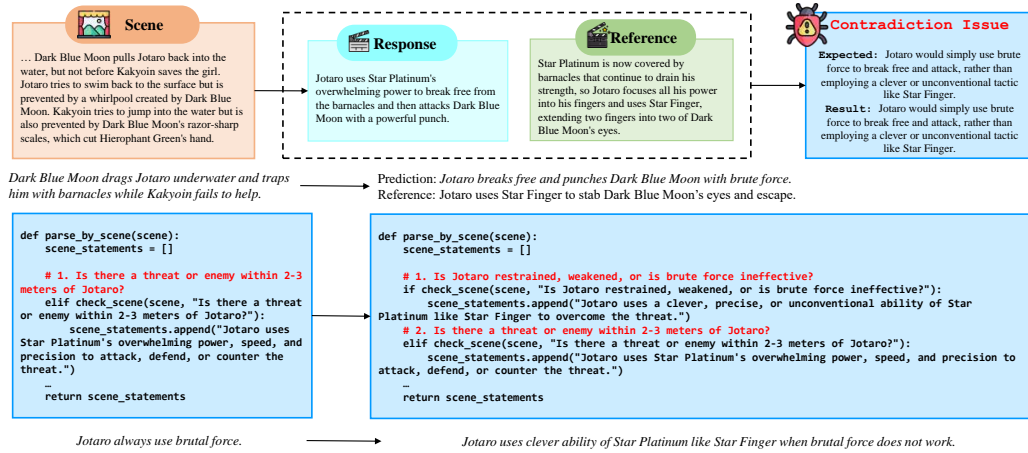 Scene
… Dark Blue Moon pulls Jotaro back into the
water, but not before Kakyoin saves the girl.
Jotaro tries to swim back to the surface but is
prevented by a whirlpool created by Dark Blue
Moon. Kakyoin tries to jump into the water but is
also prevented by Dark Blue Moon's razor-sharp
scales, which cut Hierophant Green's hand.
Response
Jotaro uses Star Platinum's
overwhelming power to break free from
the barnacles and then attacks Dark Blue
Moon with a powerful punch.
Reference
Star Platinum is now covered by
barnacles that continue to drain his
strength, so Jotaro focuses all his power
into his fingers and uses Star Finger,
extending two fingers into two of Dark
Blue Moon's eyes.
Contradiction Issue
Expected: Jotaro would simply use brute
force to break free and attack, rather than
employing a clever or unconventional tactic
like Star Finger.
Result: Jotaro would simply use brute
force to break free and attack, rather than
employing a clever or unconventional tactic
like Star Finger.
Dark Blue Moon drags Jotaro underwater and traps
him with barnacles while Kakyoin fails to help.
Prediction: Jotaro breaks free and punches Dark Blue Moon with brute force.
Reference: Jotaro uses Star Finger to stab Dark Blue Moon's eyes and escape.
def parse_by_scene(scene):
scene_statements = []
# 1. Is there a threat or enemy within 2-3
meters of Jotaro?
elif check_scene(scene, "Is there a threat
or enemy within 2-3 meters of Jotaro?"):
scene_statements.append("Jotaro uses
Star Platinum's overwhelming power, speed, and
precision to attack, defend, or counter the
threat.")
…
return scene_statements
def parse_by_scene(scene):
scene_statements = []
# 1. Is Jotaro restrained, weakened, or is brute force ineffective?
if check_scene(scene, "Is Jotaro restrained, weakened, or is brute force ineffective?"):
scene_statements.append("Jotaro uses a clever, precise, or unconventional ability of Star
Platinum like Star Finger to overcome the threat.")
# 2. Is there a threat or enemy within 2-3 meters of Jotaro?
elif check_scene(scene, "Is there a threat or enemy within 2-3 meters of Jotaro?"):
scene_statements.append("Jotaro uses Star Platinum's overwhelming power, speed, and precision to
attack, defend, or counter the threat.")
…
return scene_statements
Jotaro always use brutal force.
Jotaro uses clever ability of Star Platinum like Star Finger when brutal force does not work.